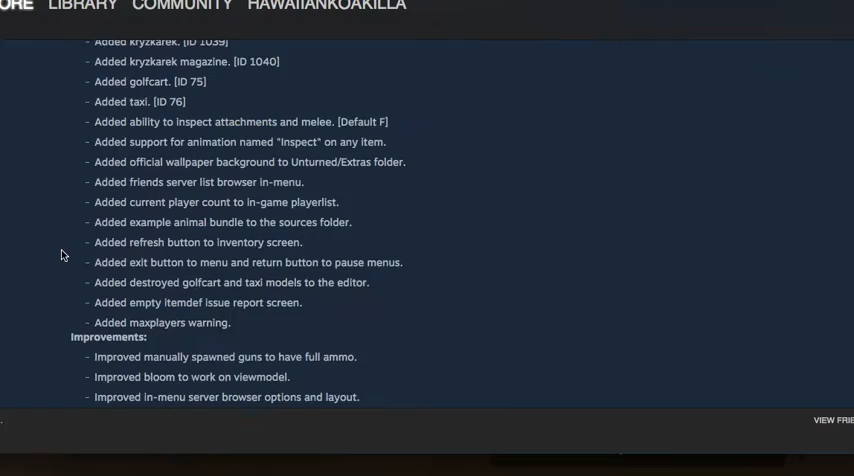 ORE LIBRARY COMMUNITY HAWAIIANKOAKILLA
- Added kryzkarek. [ID 1039]
- Added kryzkarek magazine. [ID 1040]
- Added golfcart. [ID 75]
- Added taxi. [ID 76]
- Added ability to inspect attachments and melee. [Default F]
- Added support for animation named "Inspect" on any item.
- Added official wallpaper background to Unturned/Extras folder.
- Added friends server list browser in-menu.
- Added current player count to in-game playerlist.
- Added example animal bundle to the sources folder.
- Added refresh button to inventory screen.
- Added exit button to menu and return button to pause menus.
- Added destroyed golfcart and taxi models to the editor.
- Added empty itemdef issue report screen.
- Added maxplayers warning.
Improvements:
- Improved manually spawned guns to have full ammo.
- Improved bloom to work on viewmodel.
- Improved in-menu server browser options and layout.
VIEW FRIE